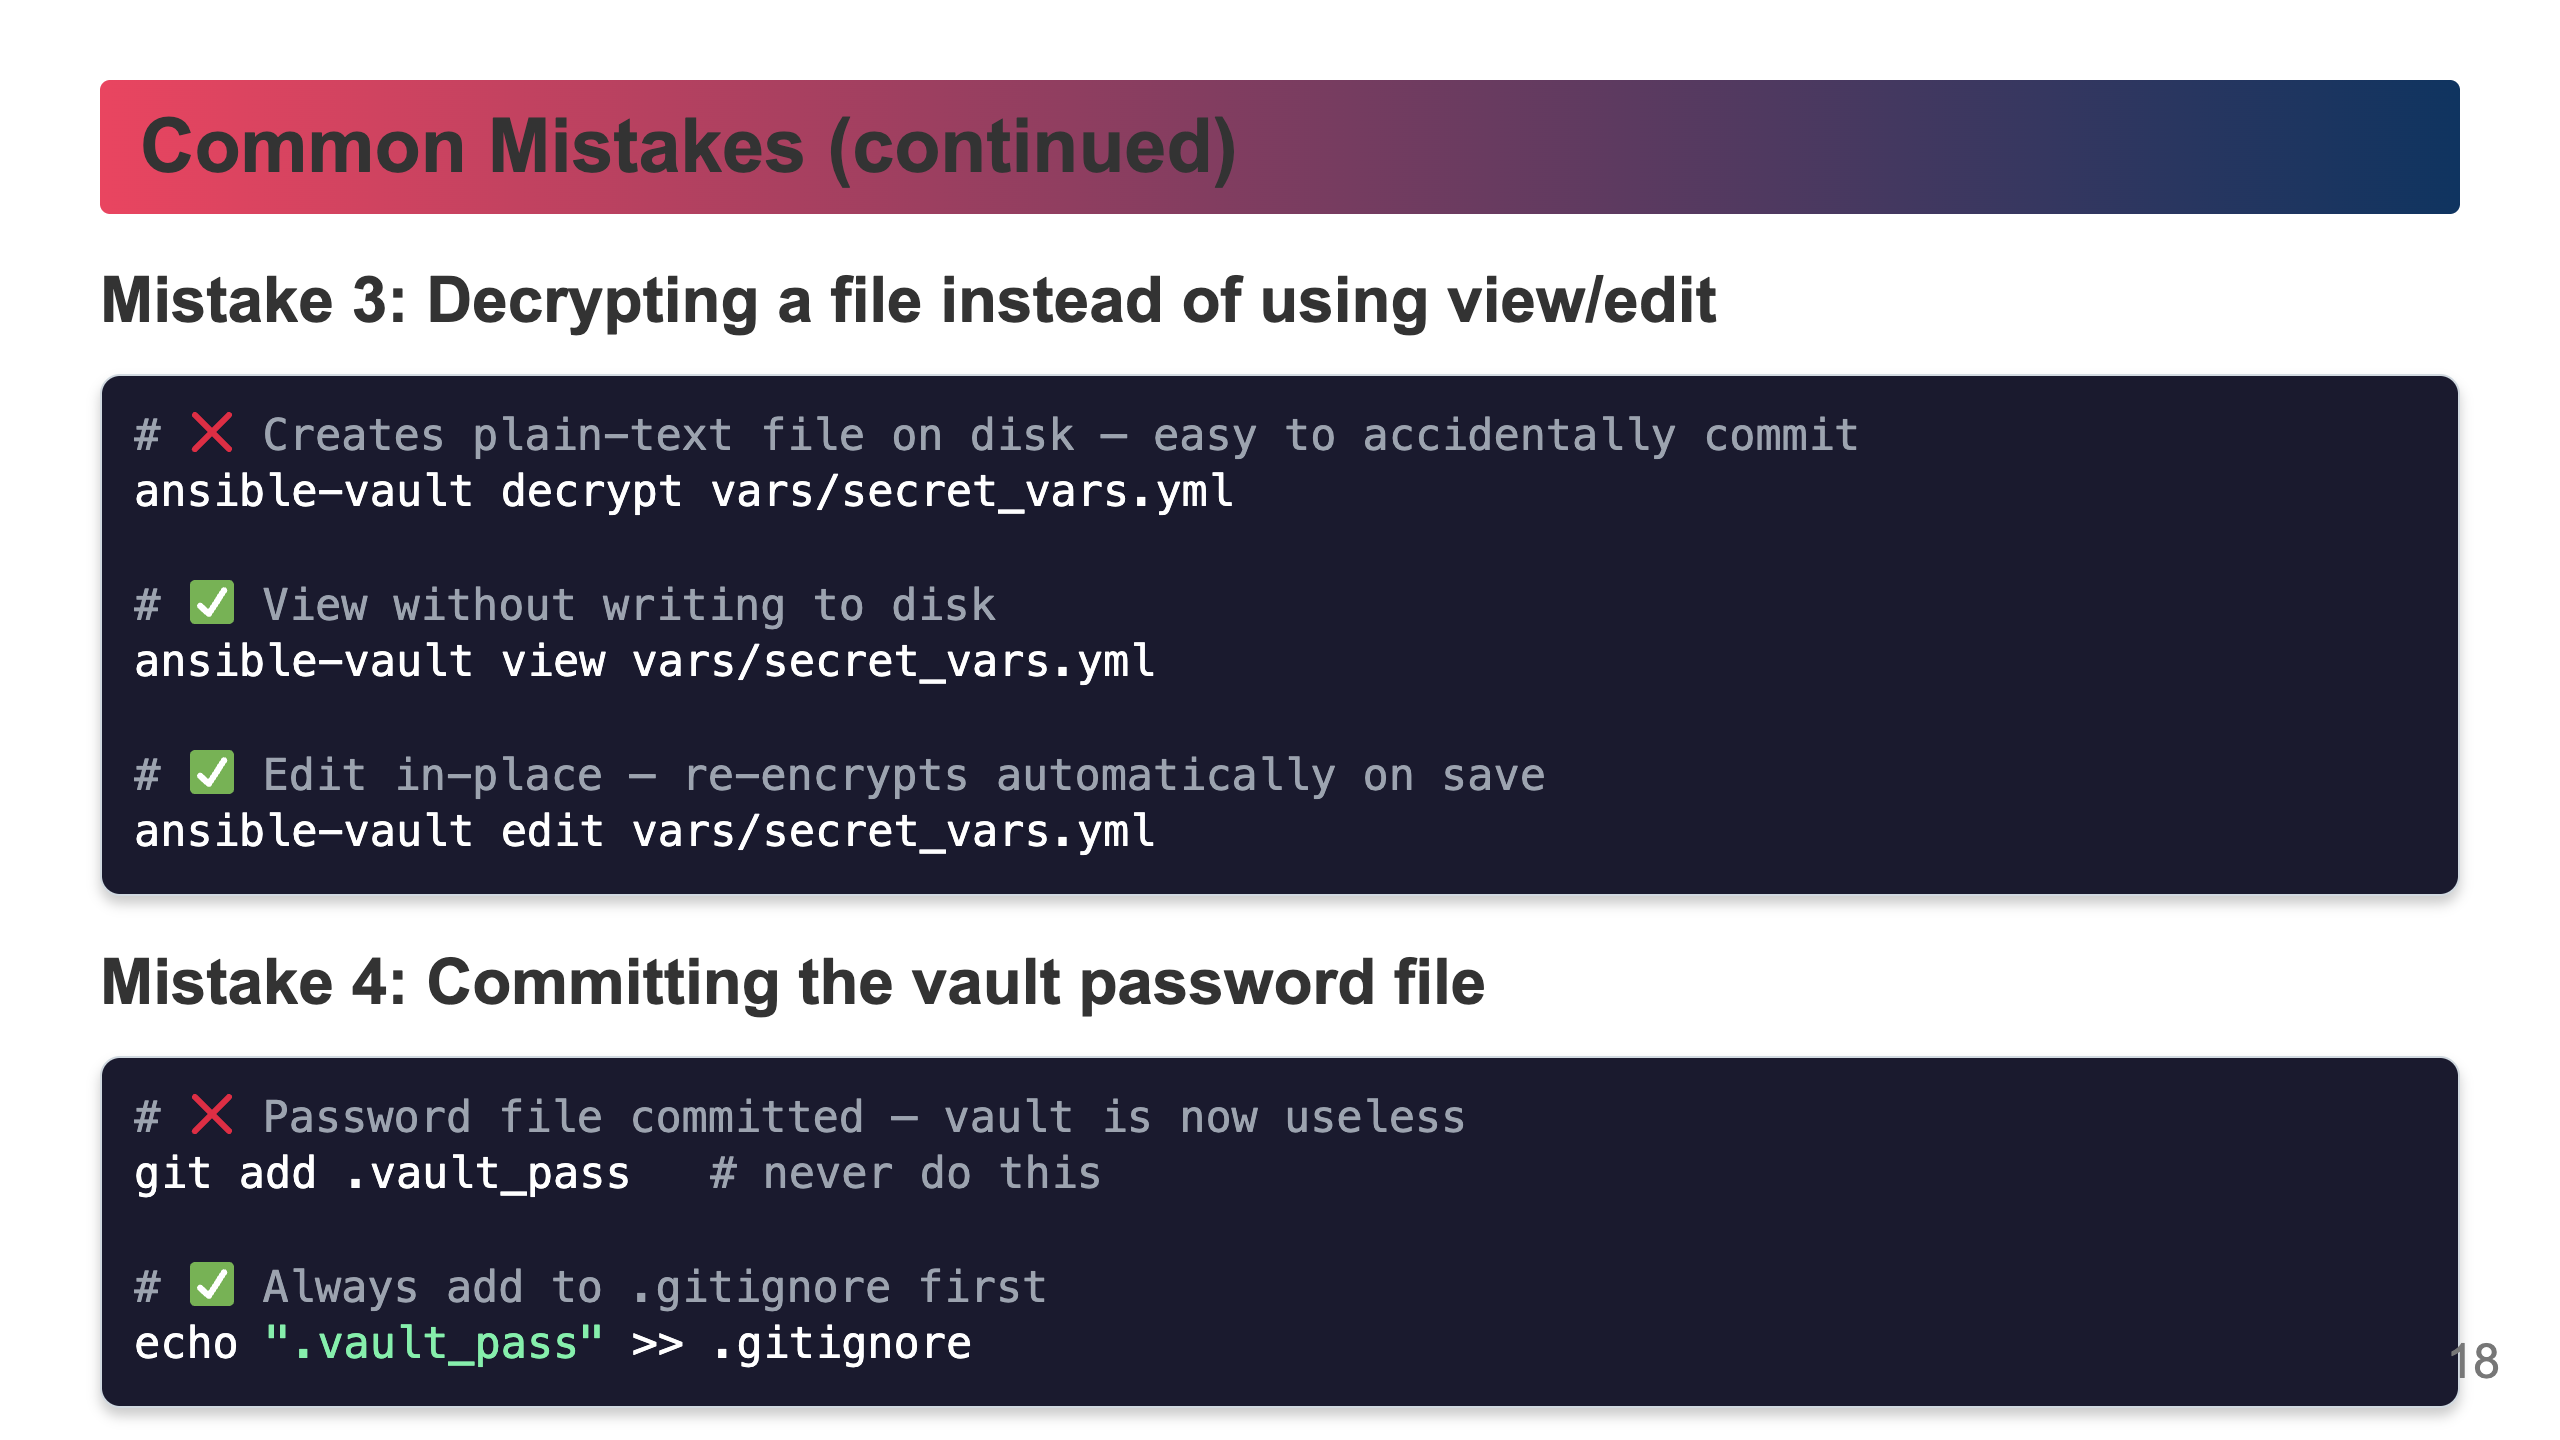 Common Mistakes (continued)
Mistake 3: Decrypting a file instead of using view/edit
# ❌ Creates plain-text file on disk — easy to accidentally commit
ansible-vault decrypt vars/secret_vars.yml
# ✅ View without writing to disk
ansible-vault view vars/secret_vars.yml
# ✅ Edit in-place — re-encrypts automatically on save
ansible-vault edit vars/secret_vars.yml
Mistake 4: Committing the vault password file
# ❌ Password file committed — vault is now useless
git add .vault_pass   # never do this
# ✅ Always add to .gitignore first
echo ".vault_pass" >> .gitignore
18